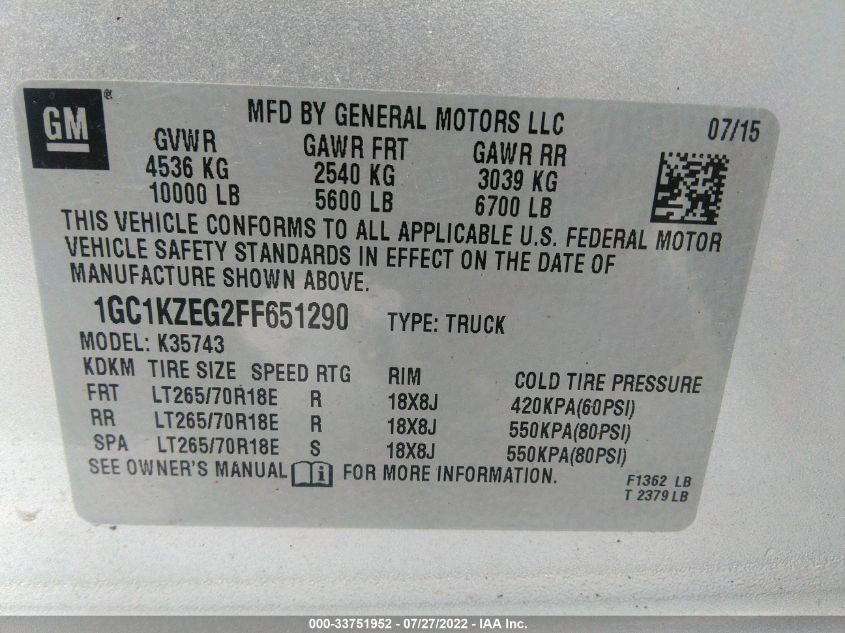 GM ®
MFD BY GENERAL MOTORS LLC
07/15
GVWR GAWR FRT GAWR RR
4536 KG 2540 KG 3039 KG
10000 LB 5600 LB 6700 LB
THIS VEHICLE CONFORMS TO ALL APPLICABLE U.S. FEDERAL MOTOR
VEHICLE SAFETY STANDARDS IN EFFECT ON THE DATE OF
MANUFACTURE SHOWN ABOVE.
1GC1KZEG2FF651290 TYPE: TRUCK
MODEL: K35743
KDKM TIRE SIZE SPEED RTG RIM COLD TIRE PRESSURE
FRT LT265/70R18E R 18X8J 420KPA(60PSI)
RR LT265/70R18E R 18X8J 550KPA(80PSI)
SPA LT265/70R18E S 18X8J 550KPA(80PSI)
SEE OWNER'S MANUAL i FOR MORE INFORMATION.
F1362 LB
T 2379 LB
000-33751952 - 07/27/2022 - IAA Inc.